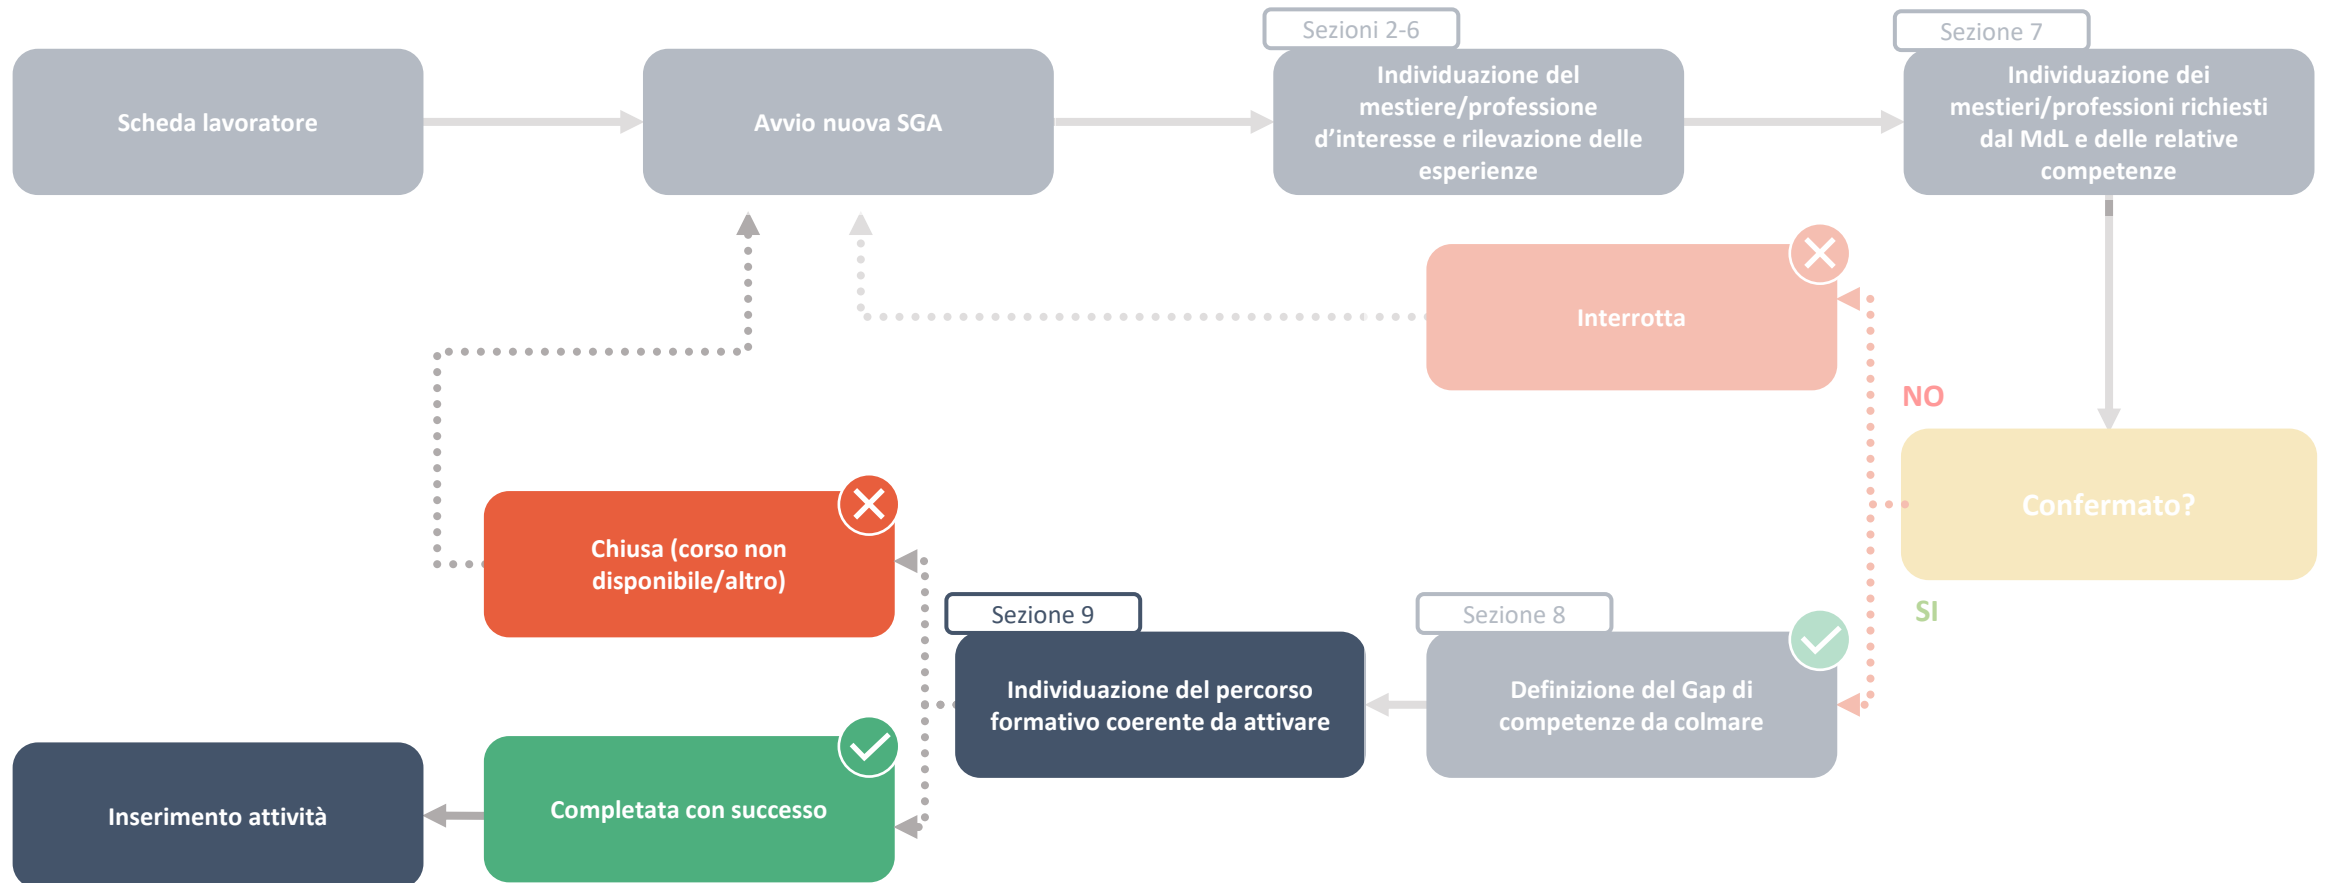 Sezioni 2-6
Sezione 7
Scheda lavoratore
Avvio nuova SGA
Individuazione del
mestiere/professione
d’interesse e rilevazione delle
esperienze
Individuazione dei
mestieri/professioni richiesti
dal MdL e delle relative
competenze
Interrotta
NO
Confermato?
SI
Chiusa (corso non
disponibile/altro)
Sezione 9
Sezione 8
Individuazione del percorso
formativo coerente da attivare
Definizione del Gap di
competenze da colmare
Completata con successo
Inserimento attività